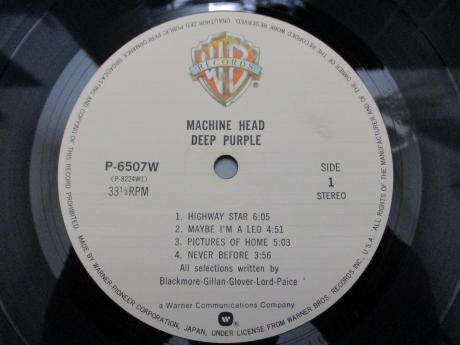 WB
RECORDS
®
MACHINE HEAD
DEEP PURPLE
P-6507W
(P-8224W1)
33⅓RPM
SIDE
1
STEREO
1. HIGHWAY STAR 6:05
2. MAYBE I'M A LEO 4:51
3. PICTURES OF HOME 5:03
4. NEVER BEFORE 3:56
All selections written by
Blackmore-Gillan-Glover-Lord-Paice
a Warner Communications Company
®.
MADE BY WARNER-PIONEER CORPORATION, JAPAN, UNDER LICENSE FROM WARNER BROS. RECORDS INC., U.S.A. ALL RIGHTS OF THE MANUFACTURER AND OF THE OWNER OF THE RECORDED WORK RESERVED. UNAUTHORIZED PUBLIC PERFORMANCE, BROADCASTING AND COPYING OF THIS RECORD PROHIBITED.